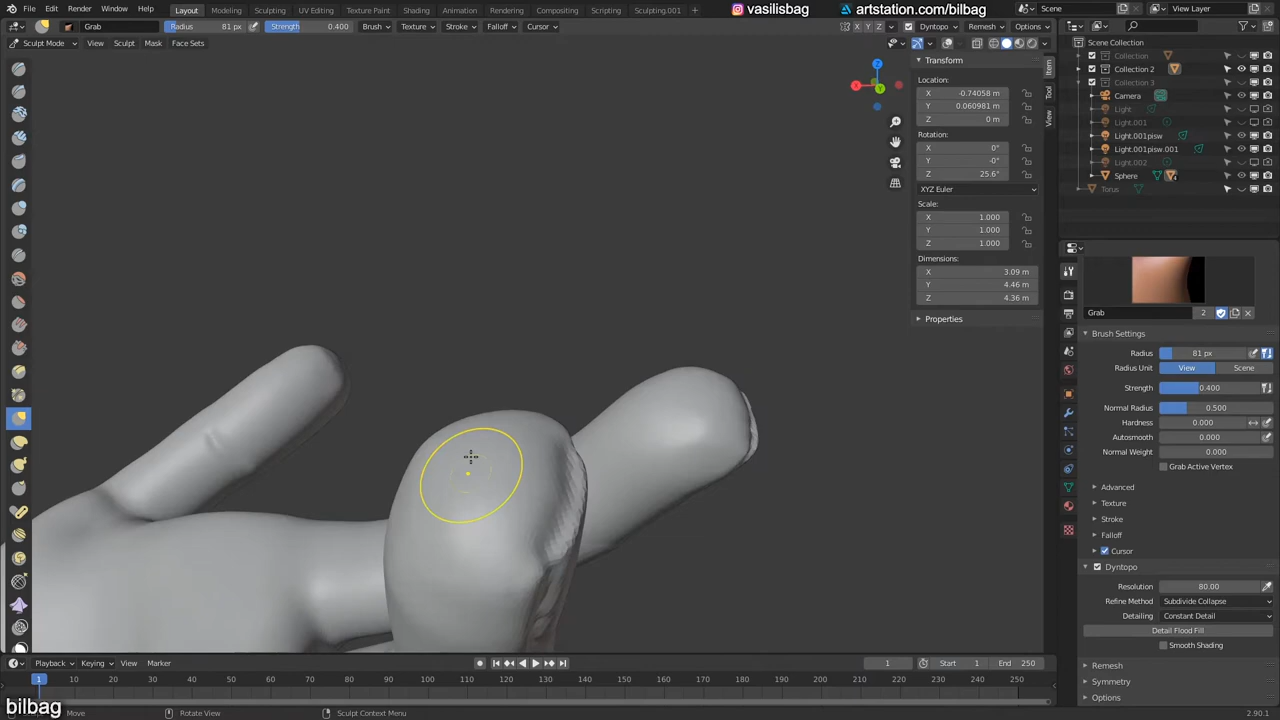 File Edit Render Window Help Layout Modeling Sculpting UV Editing Texture Paint Shading Animation Rendering Compositing Scripting Sculpting.001 vasilisbag artstation.com/bilbag Scene View Layer
Grab Radius 81 px Strength 0.400 Brush Texture Stroke Falloff Cursor X Y Z Dyntopo Remesh Options
Sculpt Mode View Sculpt Mask Face Sets
Scene Collection
Collection
Collection 2
Collection 3
Camera
Light
Light.001
Light.001pisw
Light.001pisw.001
Light.002
Sphere
Torus
Z
X
Y
Transform
Location:
X -0.74058 m
Y 0.060981 m
Z 0 m
Rotation:
X 0°
Y -0°
Z 25.6°
XYZ Euler
Scale:
X 1.000
Y 1.000
Z 1.000
Dimensions:
X 3.09 m
Y 4.46 m
Z 4.36 m
Properties
Item
Tool
View
Grab 2
Brush Settings
Radius 81 px
Radius Unit View Scene
Strength 0.400
Normal Radius 0.500
Hardness 0.000
Autosmooth 0.000
Normal Weight 0.000
Grab Active Vertex
Advanced
Texture
Stroke
Falloff
Cursor
Dyntopo
Resolution 80.00
Refine Method Subdivide Collapse
Detailing Constant Detail
Detail Flood Fill
Smooth Shading
Remesh
Symmetry
Options
Playback Keying View Marker 1 Start 1 End 250
1 10 20 30 40 50 60 70 80 90 100 110 120 130 140 150 160 170 180 190 200 210 220 230 240 250
bilbag
Move Rotate View Sculpt Context Menu 2.90.1